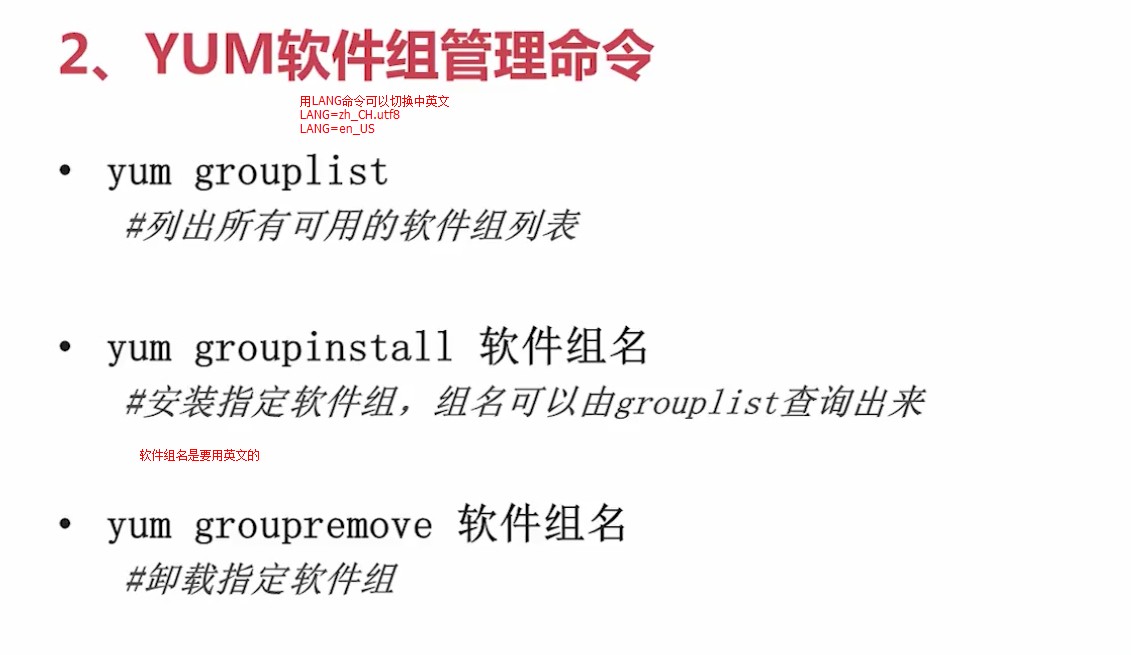 2、YUM软件组管理命令
用LANG命令可以切换中英文
LANG=zh_CH.utf8
LANG=en_US
• yum grouplist
#列出所有可用的软件组列表
• yum groupinstall 软件组名
#安装指定软件组，组名可以由grouplist查询出来
软件组名是要用英文的
• yum groupremove 软件组名
#卸载指定软件组